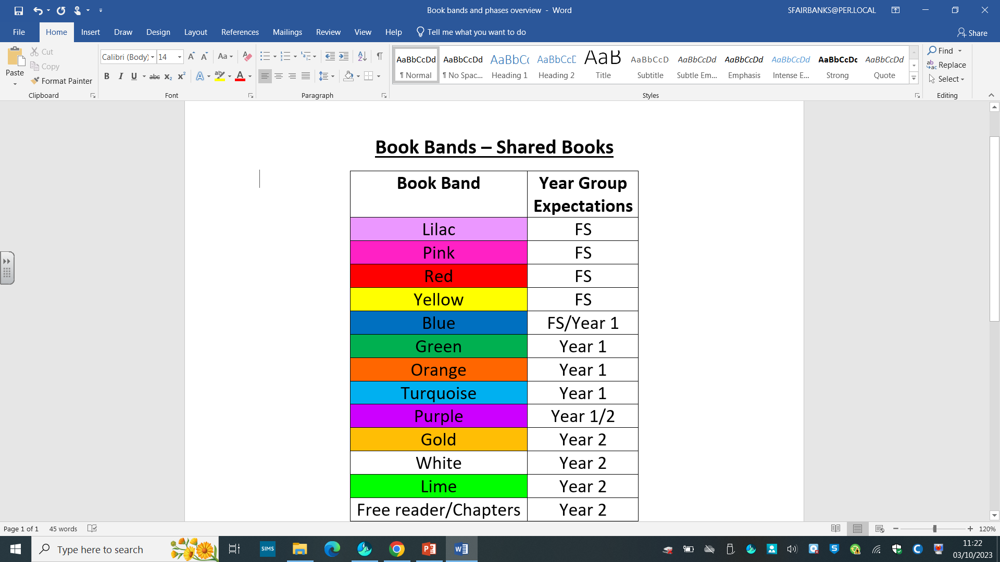 Book bands and phases overview - Word
SFAIRBANKS@PER.LOCAL
File Home Insert Draw Design Layout References Mailings Review View Help Tell me what you want to do Share
Paste
Cut
Copy
Format Painter
Clipboard
Calibri (Body) 14 Aa
B I U abc x₂ x² A A
Font
Paragraph
AaBbCcDd AaBbCcDd AaBbCc AaBbCcD AaB AaBbCcD AaBbCcDd AaBbCcDd AaBbCcDd AaBbCcDc AaBbCcDd
¶ Normal ¶ No Spac... Heading 1 Heading 2 Title Subtitle Subtle Em... Emphasis Intense E... Strong Quote
Styles
Find
Replace
Select
Editing
Book Bands – Shared Books
Book Band Year Group Expectations
Lilac FS
Pink FS
Red FS
Yellow FS
Blue FS/Year 1
Green Year 1
Orange Year 1
Turquoise Year 1
Purple Year 1/2
Gold Year 2
White Year 2
Lime Year 2
Free reader/Chapters Year 2
Page 1 of 1 45 words 120%
Type here to search
SIMS
11:22
03/10/2023